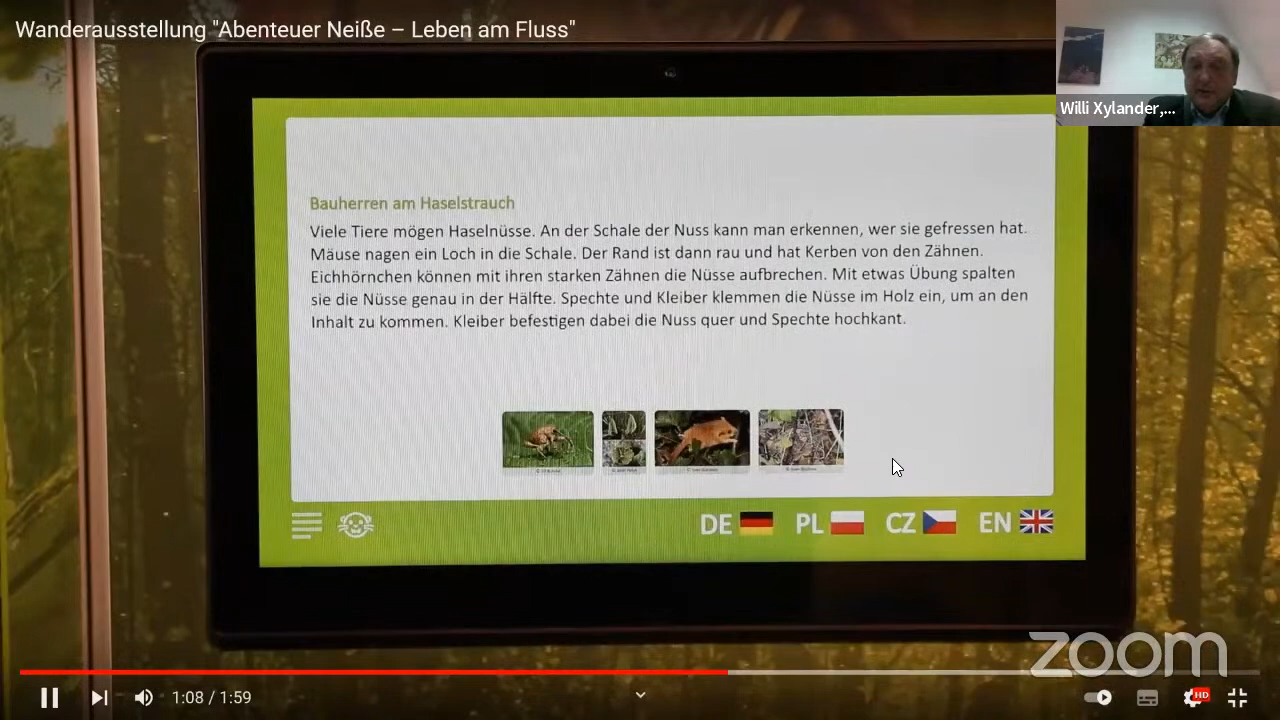 Wanderausstellung "Abenteuer Neiße – Leben am Fluss"
Willi Xylander,...
Bauherren am Haselstrauch
Viele Tiere mögen Haselnüsse. An der Schale der Nuss kann man erkennen, wer sie gefressen hat.
Mäuse nagen ein Loch in die Schale. Der Rand ist dann rau und hat Kerben von den Zähnen.
Eichhörnchen können mit ihren starken Zähnen die Nüsse aufbrechen. Mit etwas Übung spalten
sie die Nüsse genau in der Hälfte. Spechte und Kleiber klemmen die Nüsse im Holz ein, um an den
Inhalt zu kommen. Kleiber befestigen dabei die Nuss quer und Spechte hochkant.
DE PL CZ EN
zoom
1:08 / 1:59
HD